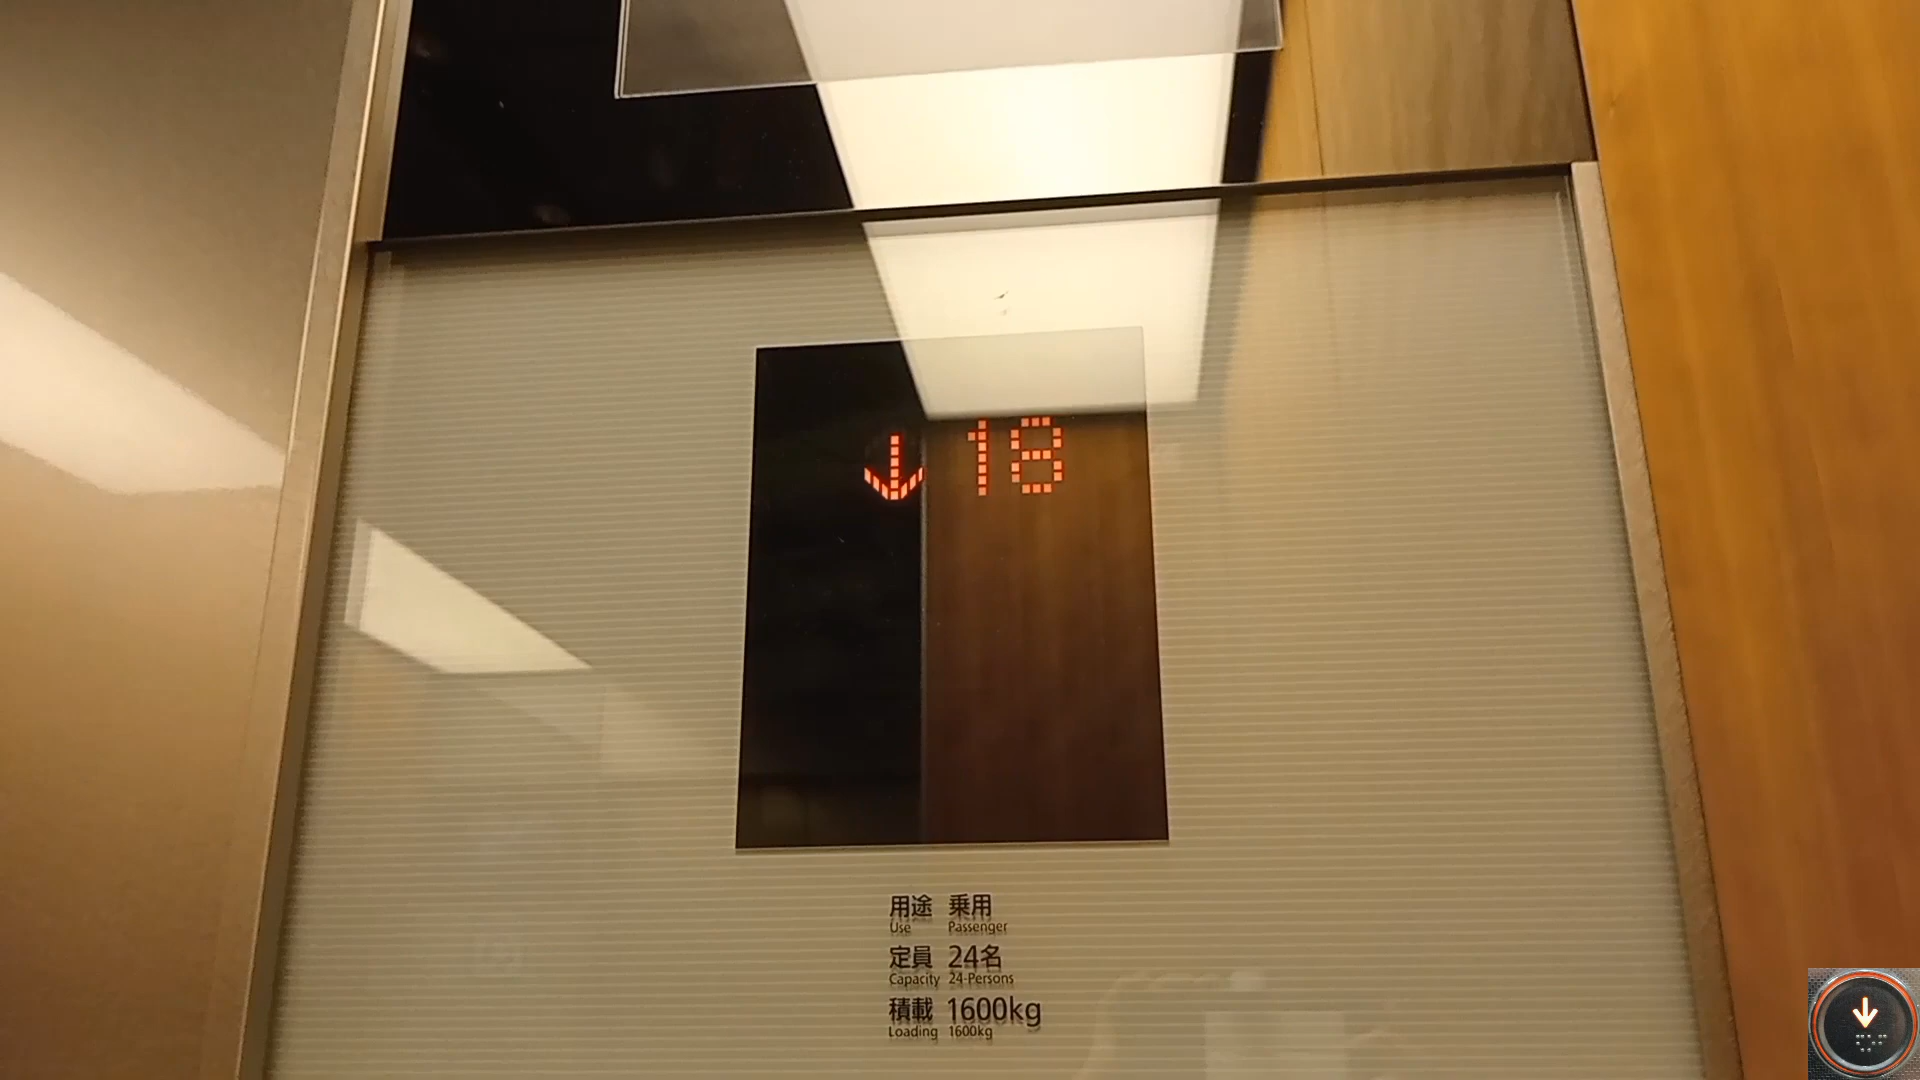 ↓ 18
用途 乗用
Use Passenger
定員 24名
Capacity 24-Persons
積載 1600kg
Loading 1600kg